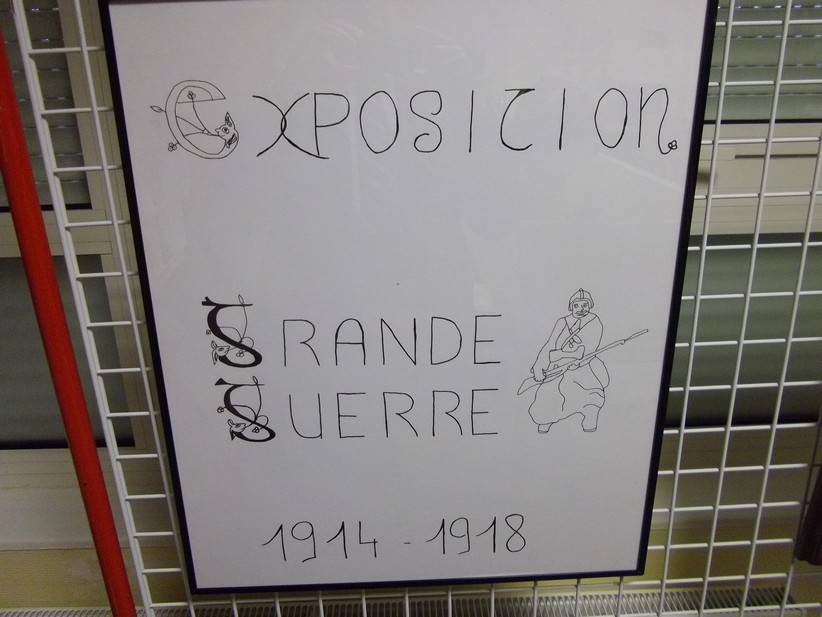 EXPOSITION
GRANDE
GUERRE
1914 - 1918